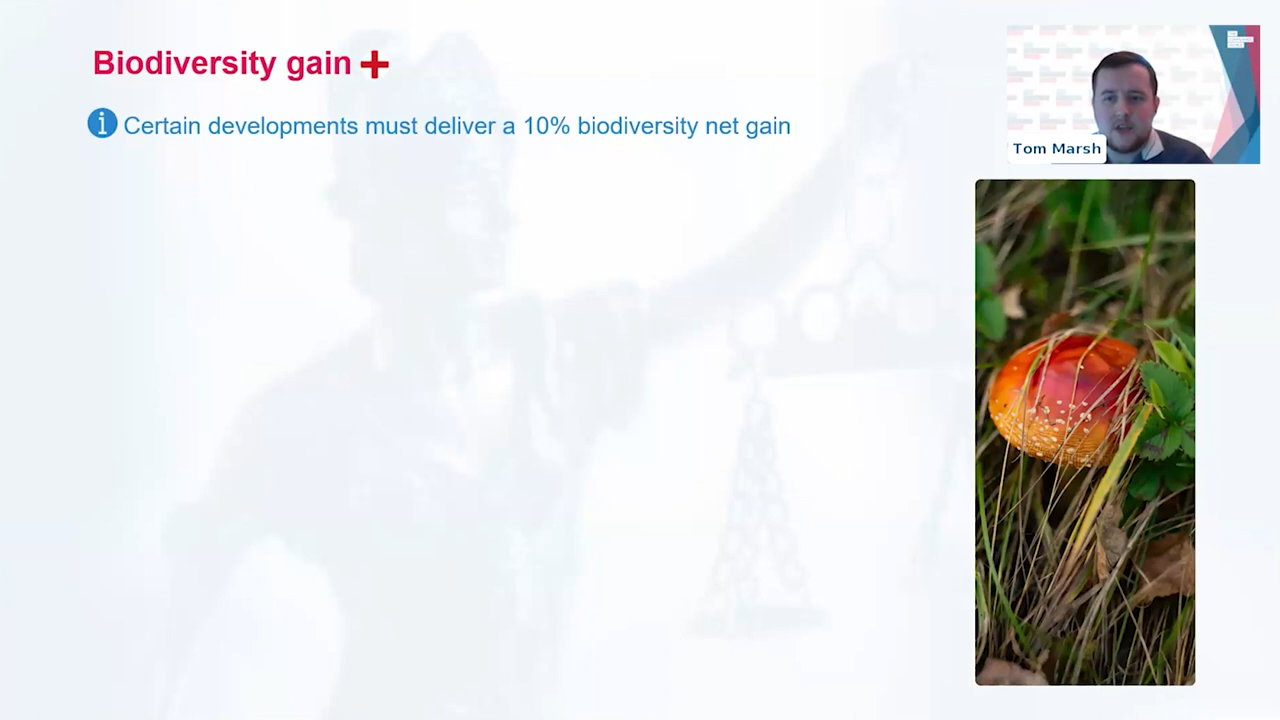 Biodiversity gain
Certain developments must deliver a 10% biodiversity net gain
Tom Marsh